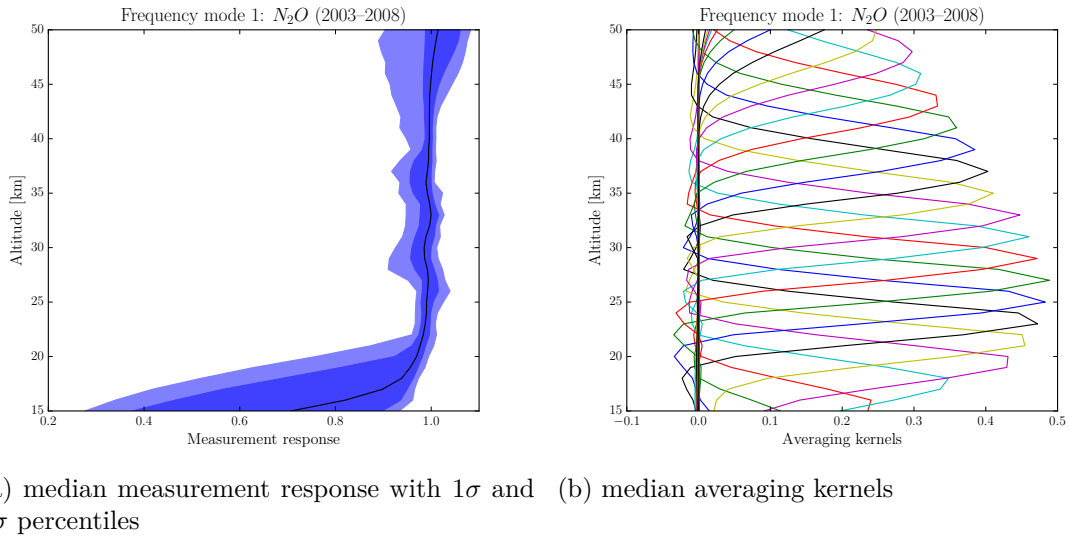 Frequency mode 1: N₂O (2003–2008)
50
45
40
35
30
25
20
15
Altitude [km]
0.2 0.4 0.6 0.8 1.0
Measurement response
Frequency mode 1: N₂O (2003–2008)
50
45
40
35
30
25
20
15
Altitude [km]
−0.1 0.0 0.1 0.2 0.3 0.4 0.5
Averaging kernels
) median measurement response with 1σ and
σ percentiles
(b) median averaging kernels